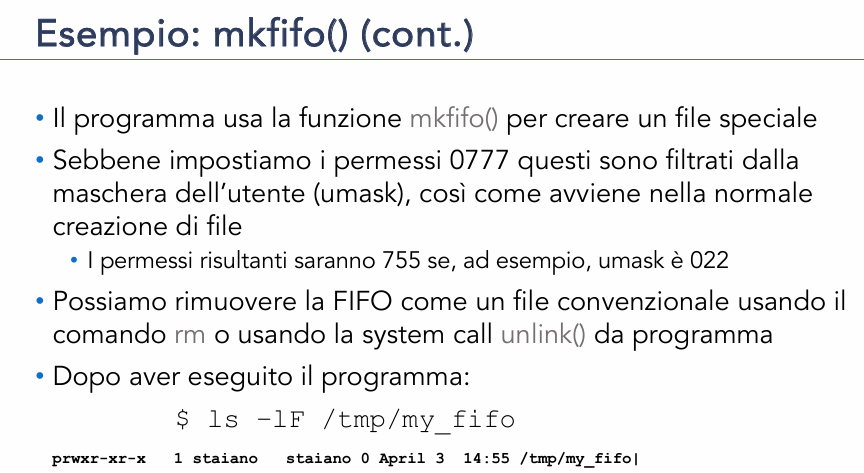 Esempio: mkfifo() (cont.)
• Il programma usa la funzione mkfifo() per creare un file speciale
• Sebbene impostiamo i permessi 0777 questi sono filtrati dalla
maschera dell’utente (umask), così come avviene nella normale
creazione di file
• I permessi risultanti saranno 755 se, ad esempio, umask è 022
• Possiamo rimuovere la FIFO come un file convenzionale usando il
comando rm o usando la system call unlink() da programma
• Dopo aver eseguito il programma:
$ ls –lF /tmp/my_fifo
prwxr-xr-x 1 staiano staiano 0 April 3 14:55 /tmp/my_fifo|